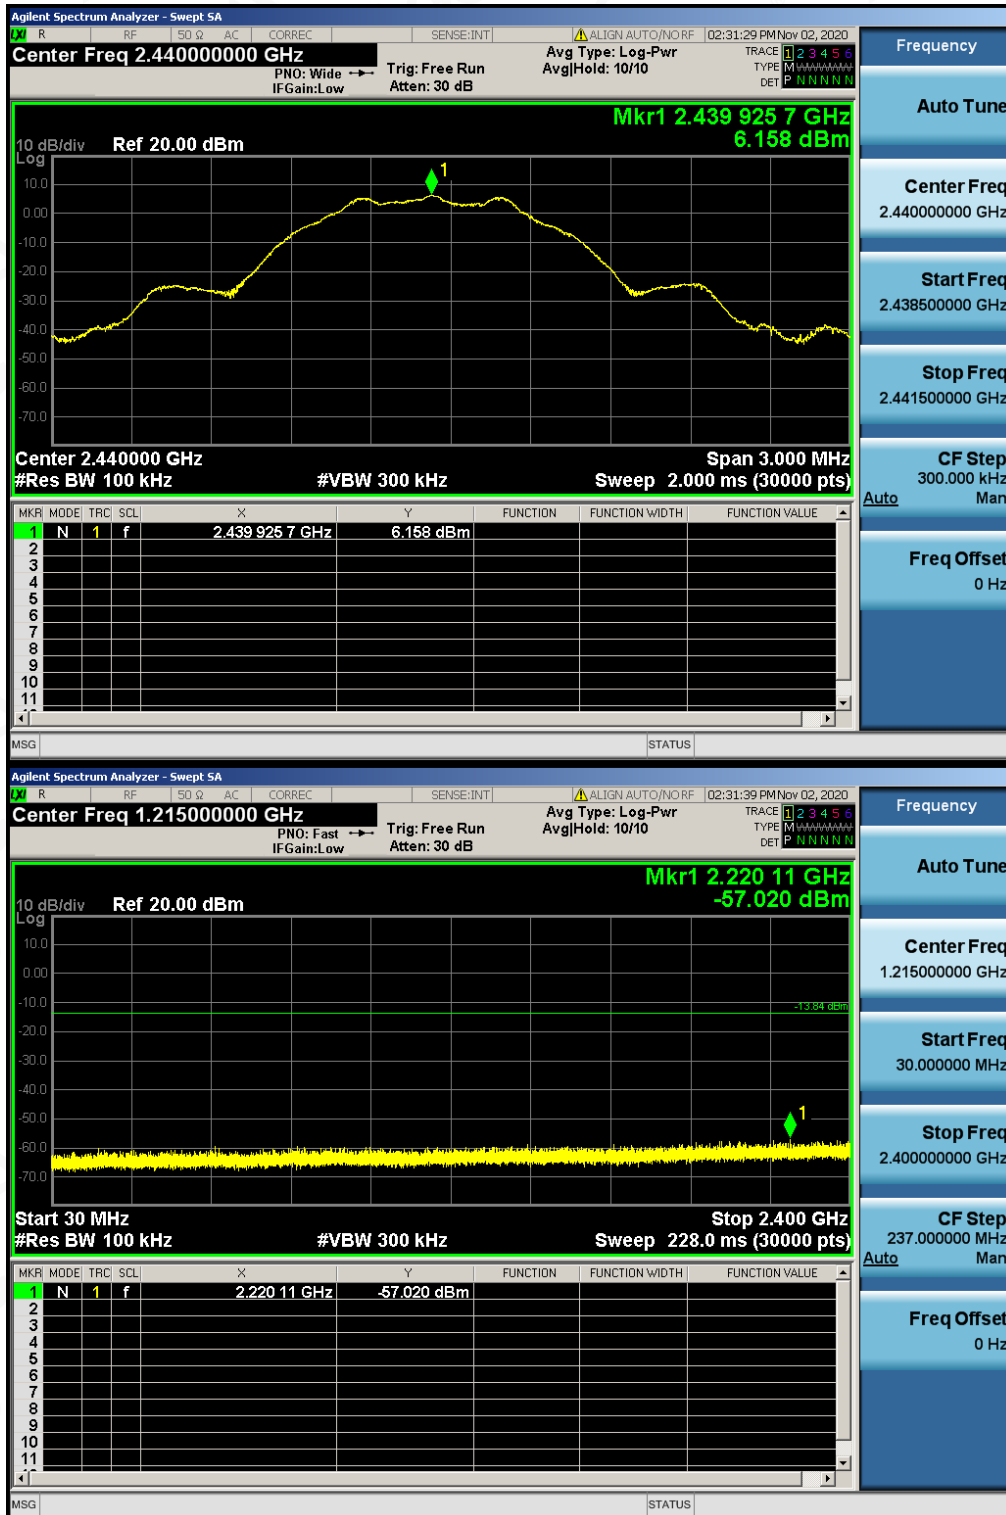 Agilent Spectrum Analyzer - Swept SA
LXI R RF 50 Ω AC CORREC SENSE:INT ALIGN AUTO/NO RF 02:31:29 PM Nov 02, 2020
Center Freq 2.440000000 GHz
PNO: Wide
IFGain:Low
Trig: Free Run
Atten: 30 dB
Avg Type: Log-Pwr
Avg|Hold: 10/10
TRACE 1 2 3 4 5 6
TYPE M WWWWW
DET P N N N N N
Mkr1 2.439 925 7 GHz
6.158 dBm
10 dB/div Ref 20.00 dBm
Log
1
10.0
0.00
-10.0
-20.0
-30.0
-40.0
-50.0
-60.0
-70.0
Center 2.440000 GHz Span 3.000 MHz
#Res BW 100 kHz #VBW 300 kHz Sweep 2.000 ms (30000 pts)
MKR MODE TRC SCL X Y FUNCTION FUNCTION WIDTH FUNCTION VALUE
1 N 1 f 2.439 925 7 GHz 6.158 dBm
2
3
4
5
6
7
8
9
10
11
MSG STATUS
Frequency
Auto Tune
Center Freq
2.440000000 GHz
Start Freq
2.438500000 GHz
Stop Freq
2.441500000 GHz
CF Step
300.000 kHz
Auto Man
Freq Offset
0 Hz
Agilent Spectrum Analyzer - Swept SA
LXI R RF 50 Ω AC CORREC SENSE:INT ALIGN AUTO/NO RF 02:31:39 PM Nov 02, 2020
Center Freq 1.215000000 GHz
PNO: Fast
IFGain:Low
Trig: Free Run
Atten: 30 dB
Avg Type: Log-Pwr
Avg|Hold: 10/10
TRACE 1 2 3 4 5 6
TYPE M WWWWW
DET P N N N N N
Mkr1 2.220 11 GHz
-57.020 dBm
10 dB/div Ref 20.00 dBm
Log
10.0
0.00
-10.0
-13.84 dBm
-20.0
-30.0
-40.0
-50.0
1
-60.0
-70.0
Start 30 MHz Stop 2.400 GHz
#Res BW 100 kHz #VBW 300 kHz Sweep 228.0 ms (30000 pts)
MKR MODE TRC SCL X Y FUNCTION FUNCTION WIDTH FUNCTION VALUE
1 N 1 f 2.220 11 GHz -57.020 dBm
2
3
4
5
6
7
8
9
10
11
MSG STATUS
Frequency
Auto Tune
Center Freq
1.215000000 GHz
Start Freq
30.000000 MHz
Stop Freq
2.400000000 GHz
CF Step
237.000000 MHz
Auto Man
Freq Offset
0 Hz